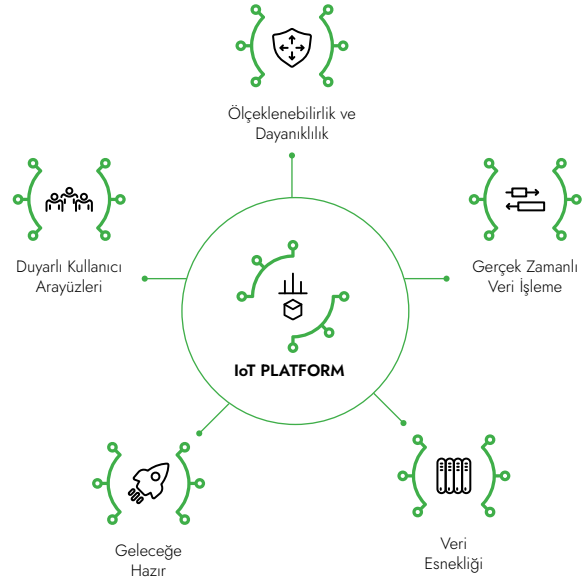 Ölçeklenebilirlik ve
Dayanıklılık
Duyarlı Kullanıcı
Arayüzleri
Gerçek Zamanlı
Veri İşleme
IoT PLATFORM
Geleceğe
Hazır
Veri
Esnekliği